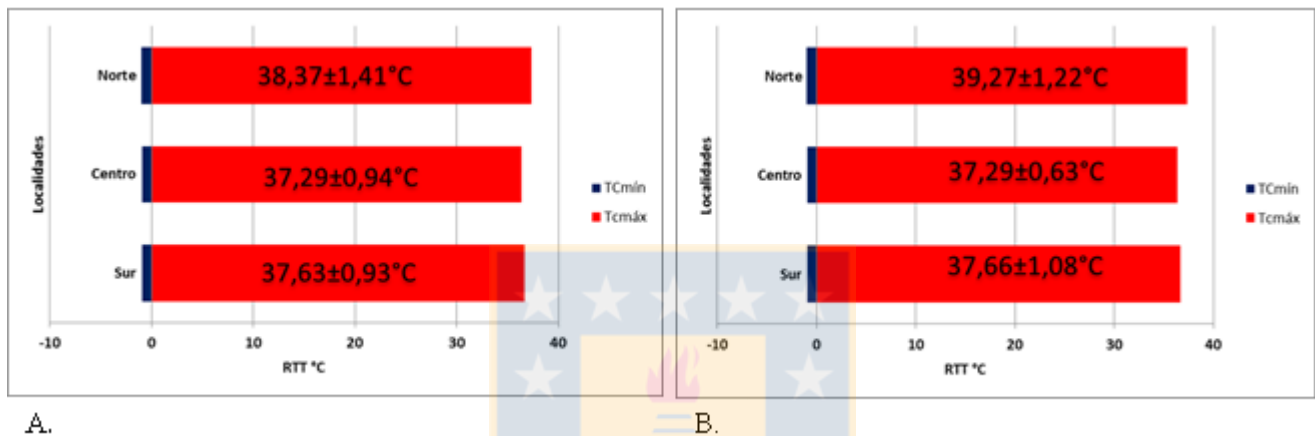 Norte
38,37±1,41°C
Centro
37,29±0,94°C
Sur
37,63±0,93°C
Localidades
-10 0 10 20 30 40
RTT °C
TCmín
Tcmáx
A.
Norte
39,27±1,22°C
Centro
37,29±0,63°C
Sur
37,66±1,08°C
Localidades
-10 0 10 20 30 40
RTT °C
TCmín
Tcmáx
B.